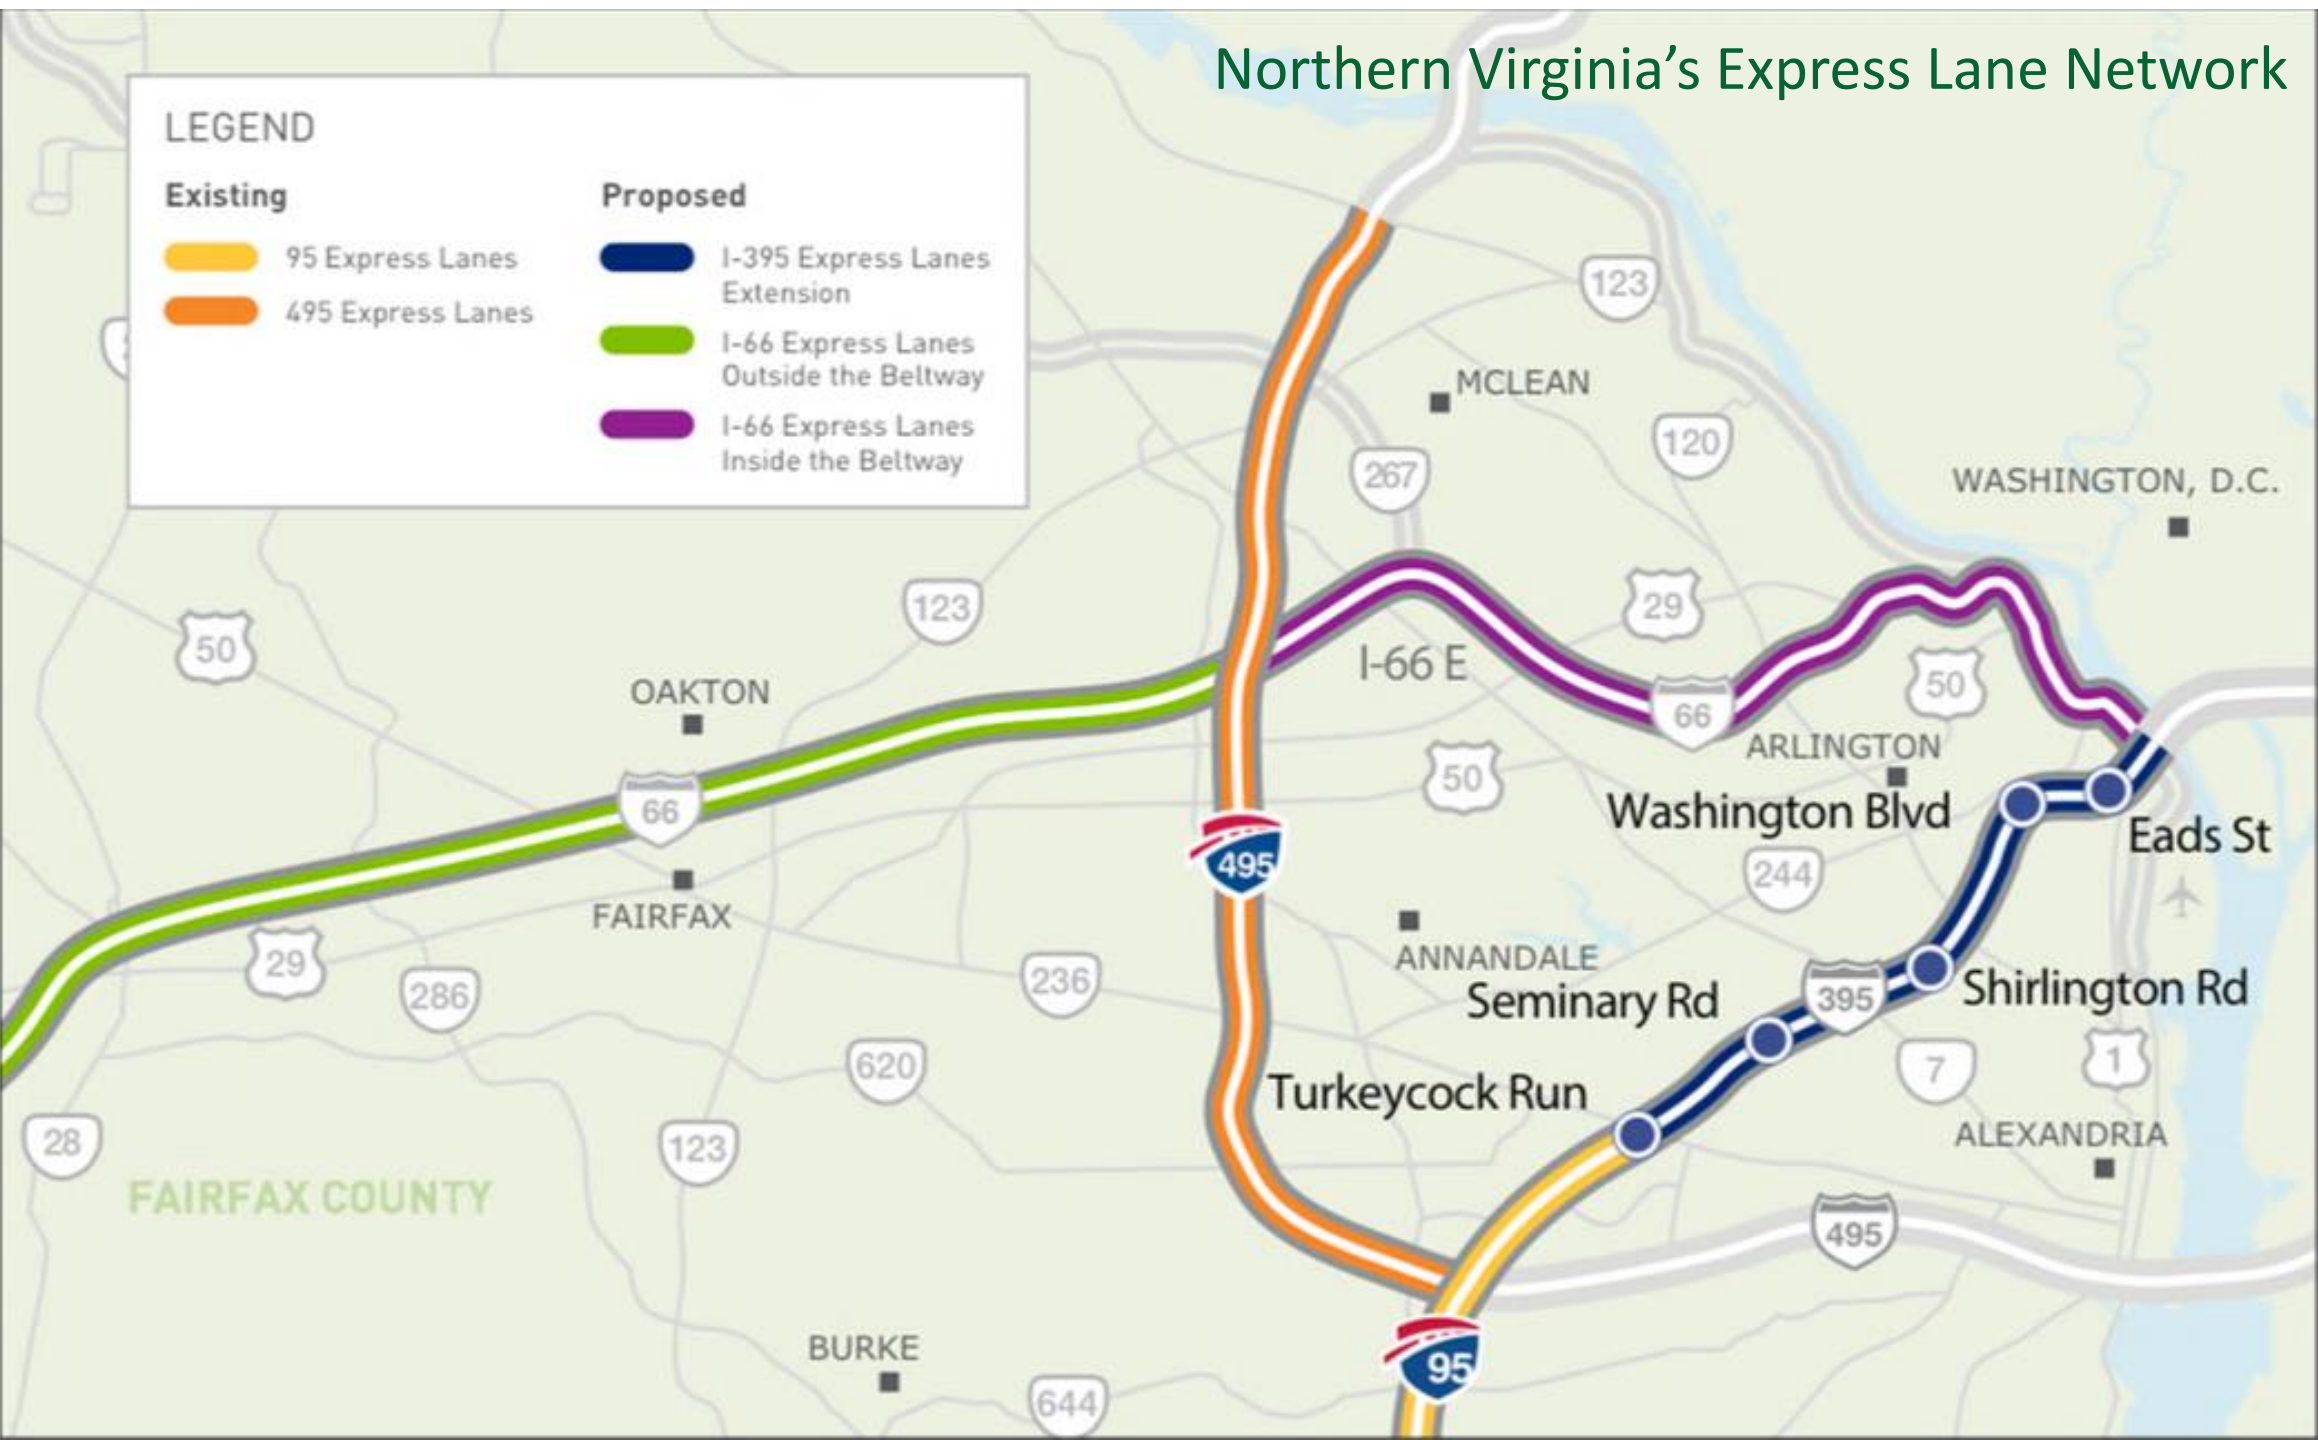 Northern Virginia's Express Lane Network
LEGEND
Existing
95 Express Lanes
495 Express Lanes
Proposed
I-395 Express Lanes
Extension
I-66 Express Lanes
Outside the Beltway
I-66 Express Lanes
Inside the Beltway
123
MCLEAN
120
267
WASHINGTON, D.C.
50
123
29
OAKTON
I-66 E
50
66
ARLINGTON
66
50
Washington Blvd
Eads St
495
244
FAIRFAX
ANNANDALE
29
286
236
Seminary Rd
395
Shirlington Rd
620
7
1
Turkeycock Run
28
123
ALEXANDRIA
FAIRFAX COUNTY
495
BURKE
95
644